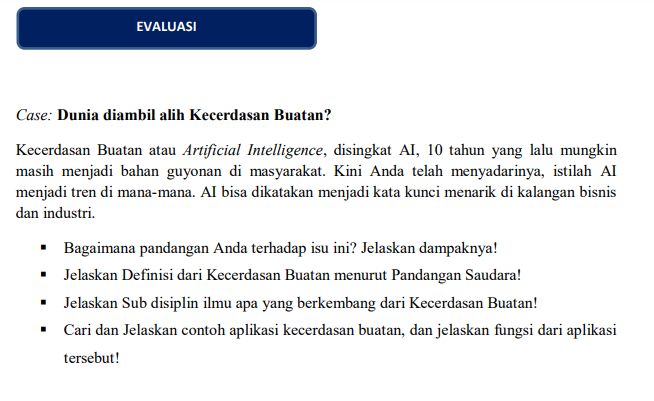 EVALUASI
Case: Dunia diambil alih Kecerdasan Buatan?
Kecerdasan Buatan atau Artificial Intelligence, disingkat AI, 10 tahun yang lalu mungkin
masih menjadi bahan guyonan di masyarakat. Kini Anda telah menyadarinya, istilah AI
menjadi tren di mana-mana. AI bisa dikatakan menjadi kata kunci menarik di kalangan bisnis
dan industri.
▪ Bagaimana pandangan Anda terhadap isu ini? Jelaskan dampaknya!
▪ Jelaskan Definisi dari Kecerdasan Buatan menurut Pandangan Saudara!
▪ Jelaskan Sub disiplin ilmu apa yang berkembang dari Kecerdasan Buatan!
▪ Cari dan Jelaskan contoh aplikasi kecerdasan buatan, dan jelaskan fungsi dari aplikasi
tersebut!